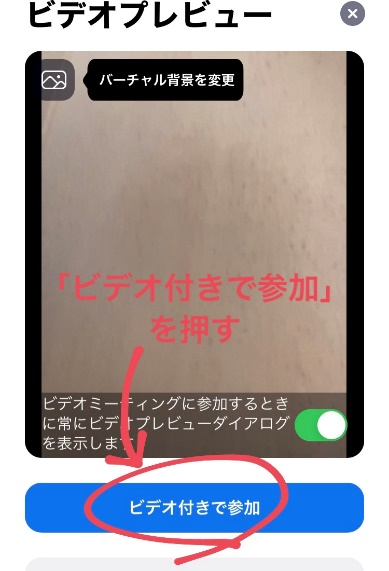 ビデオプレビュー
バーチャル背景を変更
「ビデオ付きで参加」
を押す
ビデオミーティングに参加するとき
に常にビデオプレビューダイアログ
を表示します
ビデオ付きで参加